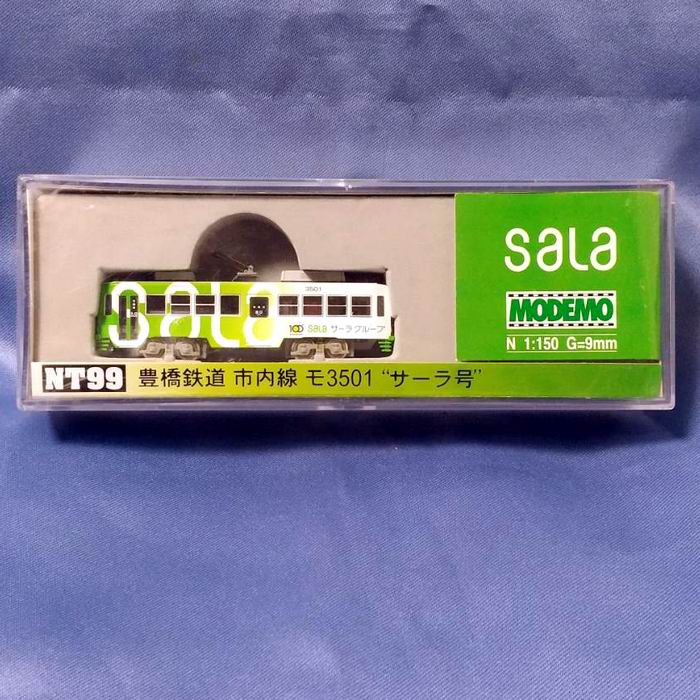 sala
MODEMO
N 1:150 G=9mm
3501
sala
100 sala サーラグループ
NT99 豊橋鉄道 市内線 モ3501 “サーラ号”